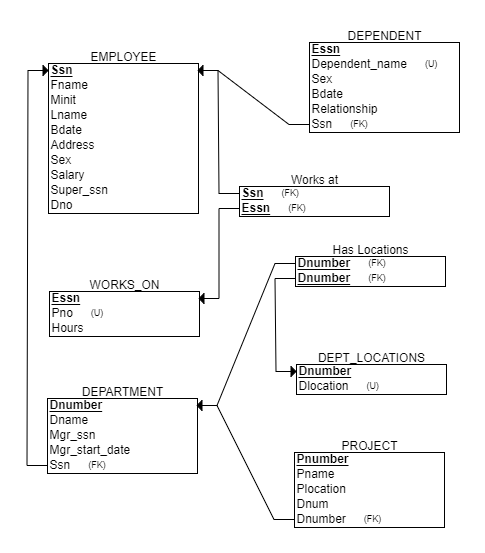 EMPLOYEE
Ssn
Fname
Minit
Lname
Bdate
Address
Sex
Salary
Super_ssn
Dno
DEPENDENT
Essn
Dependent_name (U)
Sex
Bdate
Relationship
Ssn (FK)
Works at
Ssn (FK)
Essn (FK)
Has Locations
Dnumber (FK)
Dnumber (FK)
WORKS_ON
Essn
Pno (U)
Hours
DEPT_LOCATIONS
Dnumber
Dlocation (U)
DEPARTMENT
Dnumber
Dname
Mgr_ssn
Mgr_start_date
Ssn (FK)
PROJECT
Pnumber
Pname
Plocation
Dnum
Dnumber (FK)